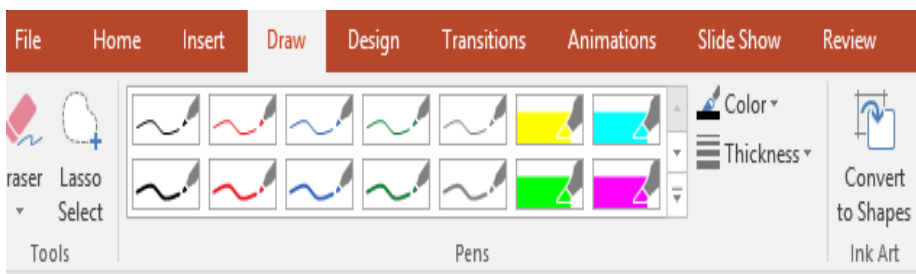 File Home Insert Draw Design Transitions Animations Slide Show Review
raser Lasso Select
Color
Thickness
Convert to Shapes
Tools Pens Ink Art